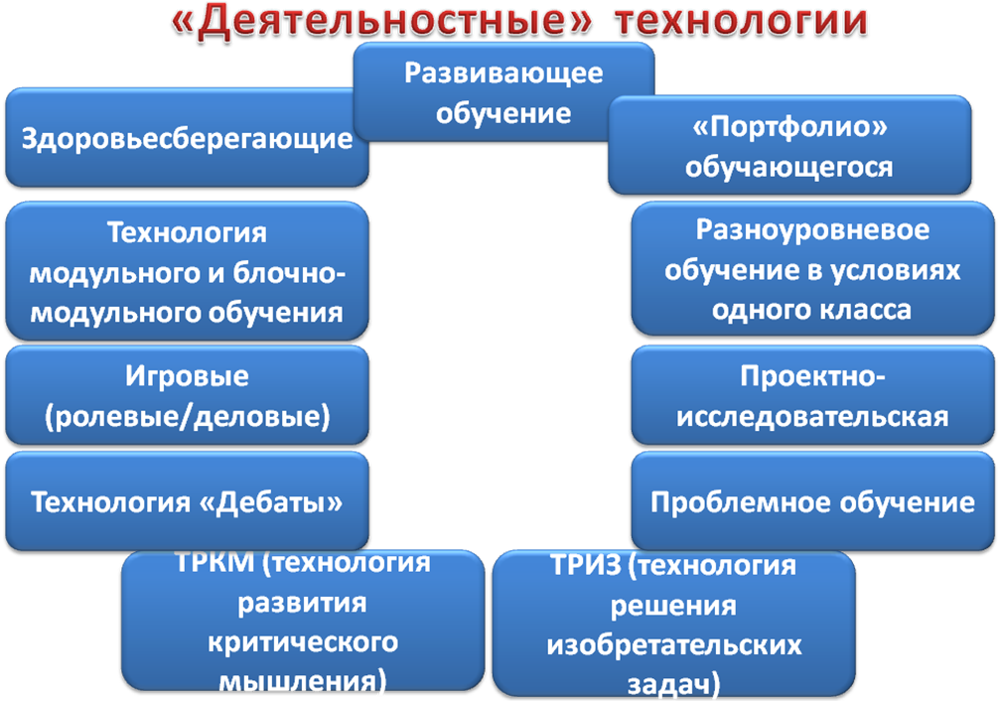 «Деятельностные» технологии
Развивающее
обучение
Здоровьесберегающие
«Портфолио»
обучающегося
Технология
модульного и блочно-
модульного обучения
Разноуровневое
обучение в условиях
одного класса
Игровые
(ролевые/деловые)
Проектно-
исследовательская
Технология «Дебаты»
Проблемное обучение
ТРКМ (технология
развития
критического
мышления)
ТРИЗ (технология
решения
изобретательских
задач)